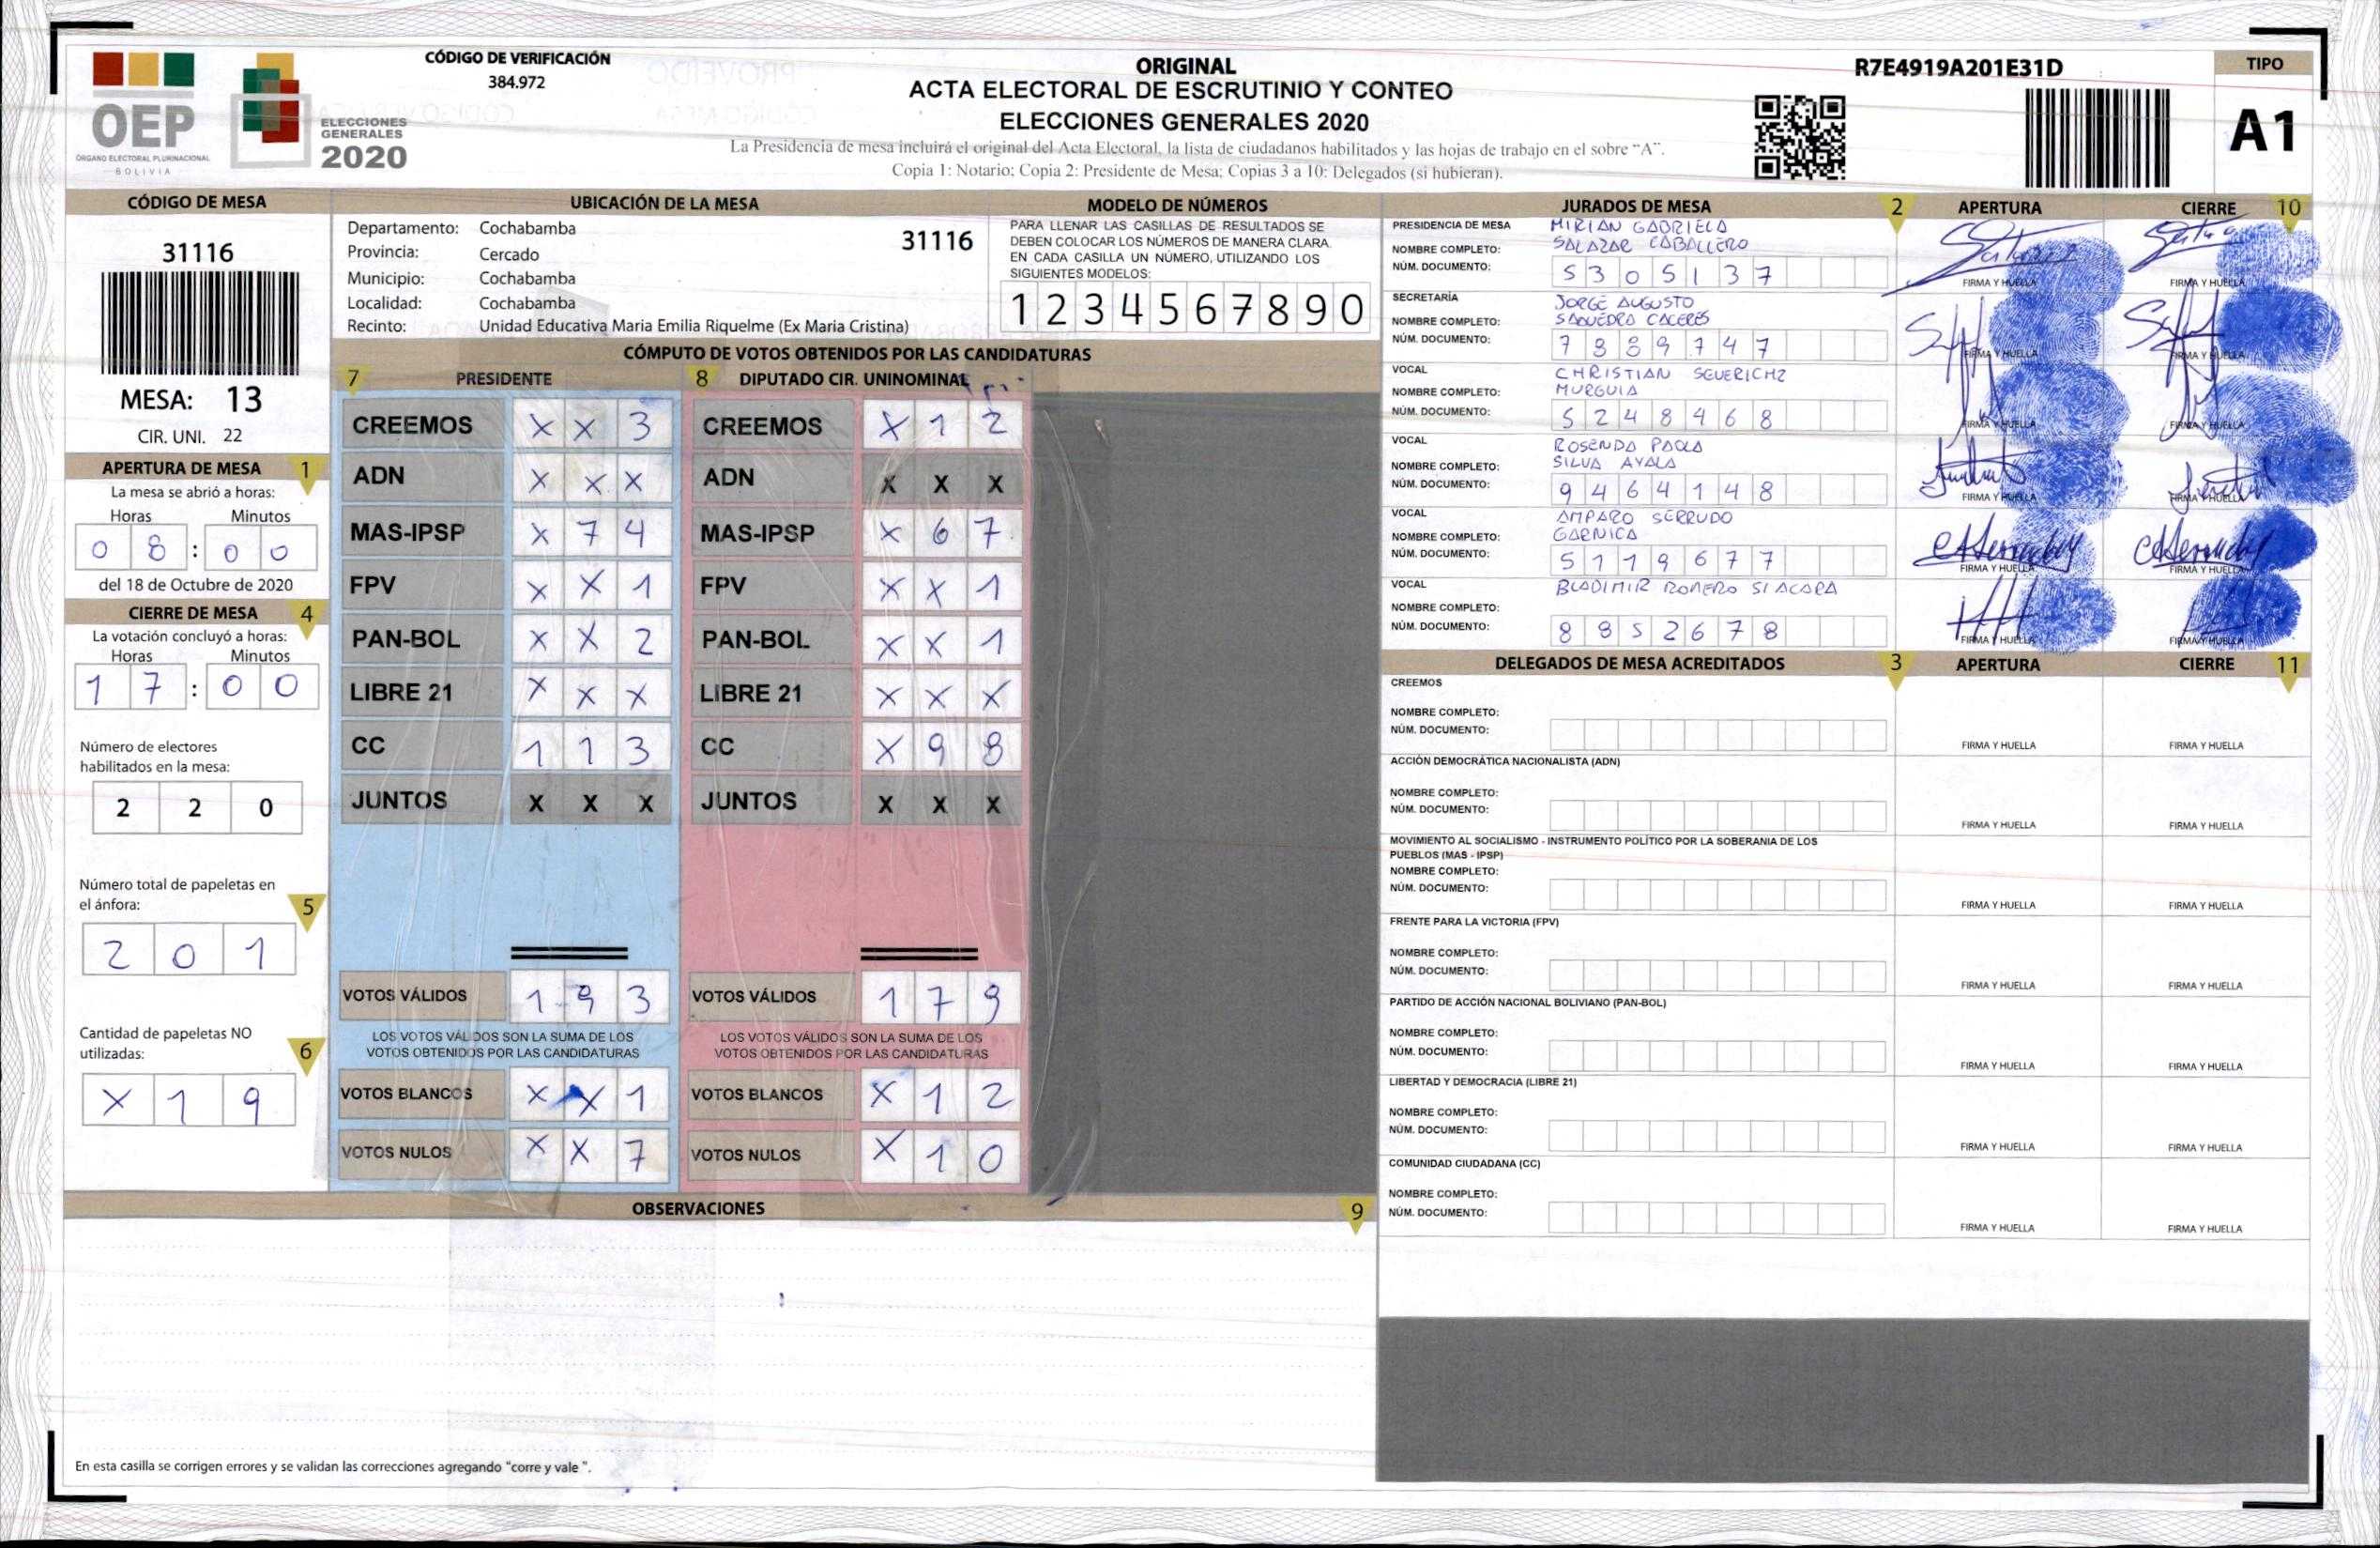 OEP
ÓRGANO ELECTORAL PLURINACIONAL
BOLIVIA
ELECCIONES
GENERALES
2020
CÓDIGO DE VERIFICACIÓN
384.972
ORIGINAL
ACTA ELECTORAL DE ESCRUTINIO Y CONTEO
ELECCIONES GENERALES 2020
La Presidencia de mesa incluirá el original del Acta Electoral, la lista de ciudadanos habilitados y las hojas de trabajo en el sobre “A”.
Copia 1: Notario; Copia 2: Presidente de Mesa; Copias 3 a 10: Delegados (si hubieran).
R7E4919A201E31D
TIPO
A1
CÓDIGO DE MESA
31116
MESA: 13
CIR. UNI. 22
APERTURA DE MESA 1
La mesa se abrió a horas:
Horas Minutos
0 8 : 0 0
del 18 de Octubre de 2020
CIERRE DE MESA 4
La votación concluyó a horas:
Horas Minutos
1 7 : 0 0
Número de electores
habilitados en la mesa:
2 2 0
Número total de papeletas en
el ánfora: 5
2 0 1
Cantidad de papeletas NO
utilizadas: 6
X 1 9
UBICACIÓN DE LA MESA
Departamento: Cochabamba
31116
Provincia: Cercado
Municipio: Cochabamba
Localidad: Cochabamba
Recinto: Unidad Educativa Maria Emilia Riquelme (Ex Maria Cristina)
MODELO DE NÚMEROS
PARA LLENAR LAS CASILLAS DE RESULTADOS SE
DEBEN COLOCAR LOS NÚMEROS DE MANERA CLARA.
EN CADA CASILLA UN NÚMERO, UTILIZANDO LOS
SIGUIENTES MODELOS:
1 2 3 4 5 6 7 8 9 0
CÓMPUTO DE VOTOS OBTENIDOS POR LAS CANDIDATURAS
7 PRESIDENTE 8 DIPUTADO CIR. UNINOMINAL
CREEMOS X X 3 CREEMOS X 1 2
ADN X X X ADN X X X
MAS-IPSP X 7 4 MAS-IPSP X 6 7
FPV X X 1 FPV X X 1
PAN-BOL X X 2 PAN-BOL X X 1
LIBRE 21 X X X LIBRE 21 X X X
CC 1 1 3 CC X 9 8
JUNTOS X X X JUNTOS X X X
VOTOS VÁLIDOS 1 9 3 VOTOS VÁLIDOS 1 7 9
LOS VOTOS VÁLIDOS SON LA SUMA DE LOS LOS VOTOS VÁLIDOS SON LA SUMA DE LOS
VOTOS OBTENIDOS POR LAS CANDIDATURAS VOTOS OBTENIDOS POR LAS CANDIDATURAS
VOTOS BLANCOS X X 1 VOTOS BLANCOS X 1 2
VOTOS NULOS X X 7 VOTOS NULOS X 1 0
OBSERVACIONES 9
En esta casilla se corrigen errores y se validan las correcciones agregando “corre y vale ”.
JURADOS DE MESA 2 APERTURA CIERRE 10
PRESIDENCIA DE MESA MIRIAN GABRIELA
NOMBRE COMPLETO: SALAZAR CABALLERO
NÚM. DOCUMENTO: 5 3 0 5 1 3 7
FIRMA Y HUELLA FIRMA Y HUELLA
SECRETARÍA JORGE AUGUSTO
NOMBRE COMPLETO: SAAVEDRA CACERES
NÚM. DOCUMENTO: 7 9 7 4 7
FIRMA Y HUELLA FIRMA Y HUELLA
VOCAL CHRISTIAN
NOMBRE COMPLETO: MURGUIA
NÚM. DOCUMENTO: 5 2 4 8 4 6 8
FIRMA Y HUELLA FIRMA Y HUELLA
VOCAL ROSENDA PAOLA
NOMBRE COMPLETO: SILVA AYALA
NÚM. DOCUMENTO: 9 4 6 4 1 4 8
FIRMA Y HUELLA FIRMA Y HUELLA
VOCAL AMPARO SERRUDO
NOMBRE COMPLETO: GARNICA
NÚM. DOCUMENTO: 5 1 1 9 6 7 7
FIRMA Y HUELLA FIRMA Y HUELLA
VOCAL BLADIMIR ROMERO SIACARA
NOMBRE COMPLETO:
NÚM. DOCUMENTO: 8 8 5 2 6 7 8
FIRMA Y HUELLA FIRMA Y HUELLA
DELEGADOS DE MESA ACREDITADOS 3 APERTURA CIERRE 11
CREEMOS
NOMBRE COMPLETO:
NÚM. DOCUMENTO:
FIRMA Y HUELLA FIRMA Y HUELLA
ACCIÓN DEMOCRÁTICA NACIONALISTA (ADN)
NOMBRE COMPLETO:
NÚM. DOCUMENTO:
FIRMA Y HUELLA FIRMA Y HUELLA
MOVIMIENTO AL SOCIALISMO - INSTRUMENTO POLÍTICO POR LA SOBERANIA DE LOS
PUEBLOS (MAS - IPSP)
NOMBRE COMPLETO:
NÚM. DOCUMENTO:
FIRMA Y HUELLA FIRMA Y HUELLA
FRENTE PARA LA VICTORIA (FPV)
NOMBRE COMPLETO:
NÚM. DOCUMENTO:
FIRMA Y HUELLA FIRMA Y HUELLA
PARTIDO DE ACCIÓN NACIONAL BOLIVIANO (PAN-BOL)
NOMBRE COMPLETO:
NÚM. DOCUMENTO:
FIRMA Y HUELLA FIRMA Y HUELLA
LIBERTAD Y DEMOCRACIA (LIBRE 21)
NOMBRE COMPLETO:
NÚM. DOCUMENTO:
FIRMA Y HUELLA FIRMA Y HUELLA
COMUNIDAD CIUDADANA (CC)
NOMBRE COMPLETO:
NÚM. DOCUMENTO:
FIRMA Y HUELLA FIRMA Y HUELLA